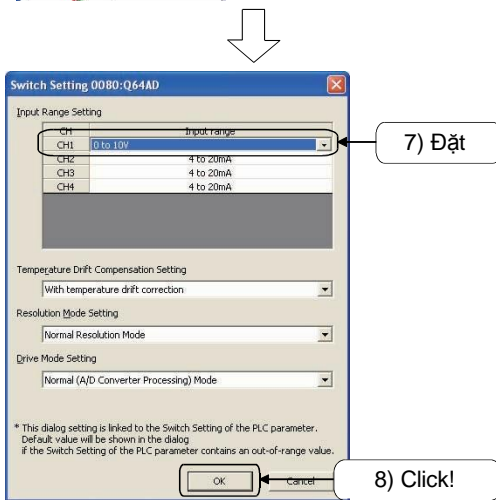 Switch Setting 0080:Q64AD
Input Range Setting
CH Input range
CH1 0 to 10V
7) Đặt
CH2 4 to 20mA
CH3 4 to 20mA
CH4 4 to 20mA
Temperature Drift Compensation Setting
With temperature drift correction
Resolution Mode Setting
Normal Resolution Mode
Drive Mode Setting
Normal (A/D Converter Processing) Mode
* This dialog setting is linked to the Switch Setting of the PLC parameter.
Default value will be shown in the dialog
if the Switch Setting of the PLC parameter contains an out-of-range value.
OK Cancel
8) Click!